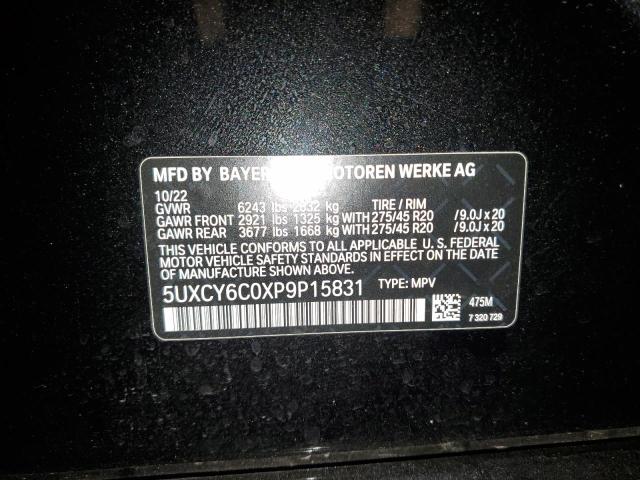 MFD BY BAYER OTOREN WERKE AG
10/22
GVWR 6243 lbs 2832 kg TIRE / RIM
GAWR FRONT 2921 lbs 1325 kg WITH 275/45 R20 / 9.0J x 20
GAWR REAR 3677 lbs 1668 kg WITH 275/45 R20 / 9.0J x 20
THIS VEHICLE CONFORMS TO ALL APPLICABLE U. S. FEDERAL
MOTOR VEHICLE SAFETY STANDARDS IN EFFECT ON THE DATE OF
MANUFACTURE SHOWN ABOVE.
5UXCY6C0XP9P15831 TYPE: MPV
475M
7 320 729